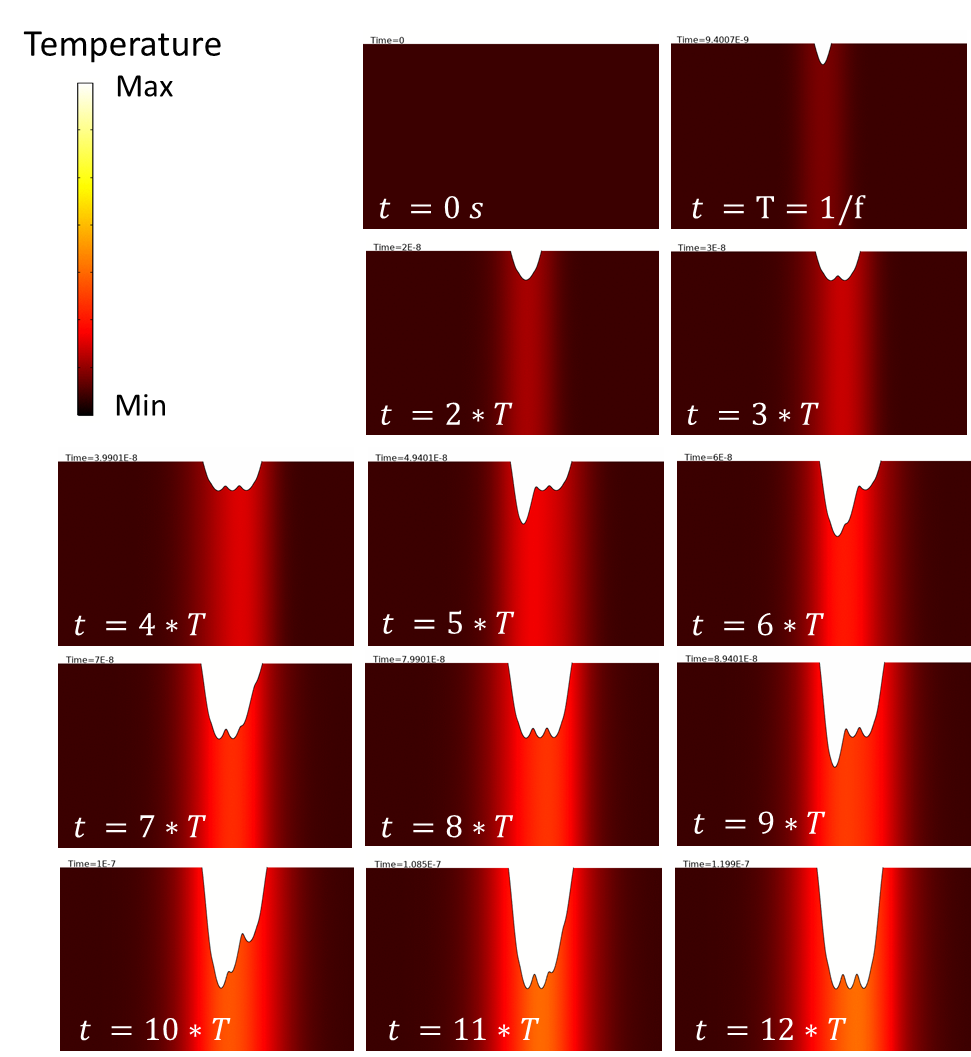 Temperature
Max
Min
Time=0
t = 0 s
Time=9.4007E-9
t = T = 1/f
Time=2E-8
t = 2 ∗ T
Time=3E-8
t = 3 ∗ T
Time=3.9901E-8
t = 4 ∗ T
Time=4.9401E-8
t = 5 ∗ T
Time=6E-8
t = 6 ∗ T
Time=7E-8
t = 7 ∗ T
Time=7.9901E-8
t = 8 ∗ T
Time=8.9401E-8
t = 9 ∗ T
Time=1E-7
t = 10 ∗ T
Time=1.085E-7
t = 11 ∗ T
Time=1.199E-7
t = 12 ∗ T